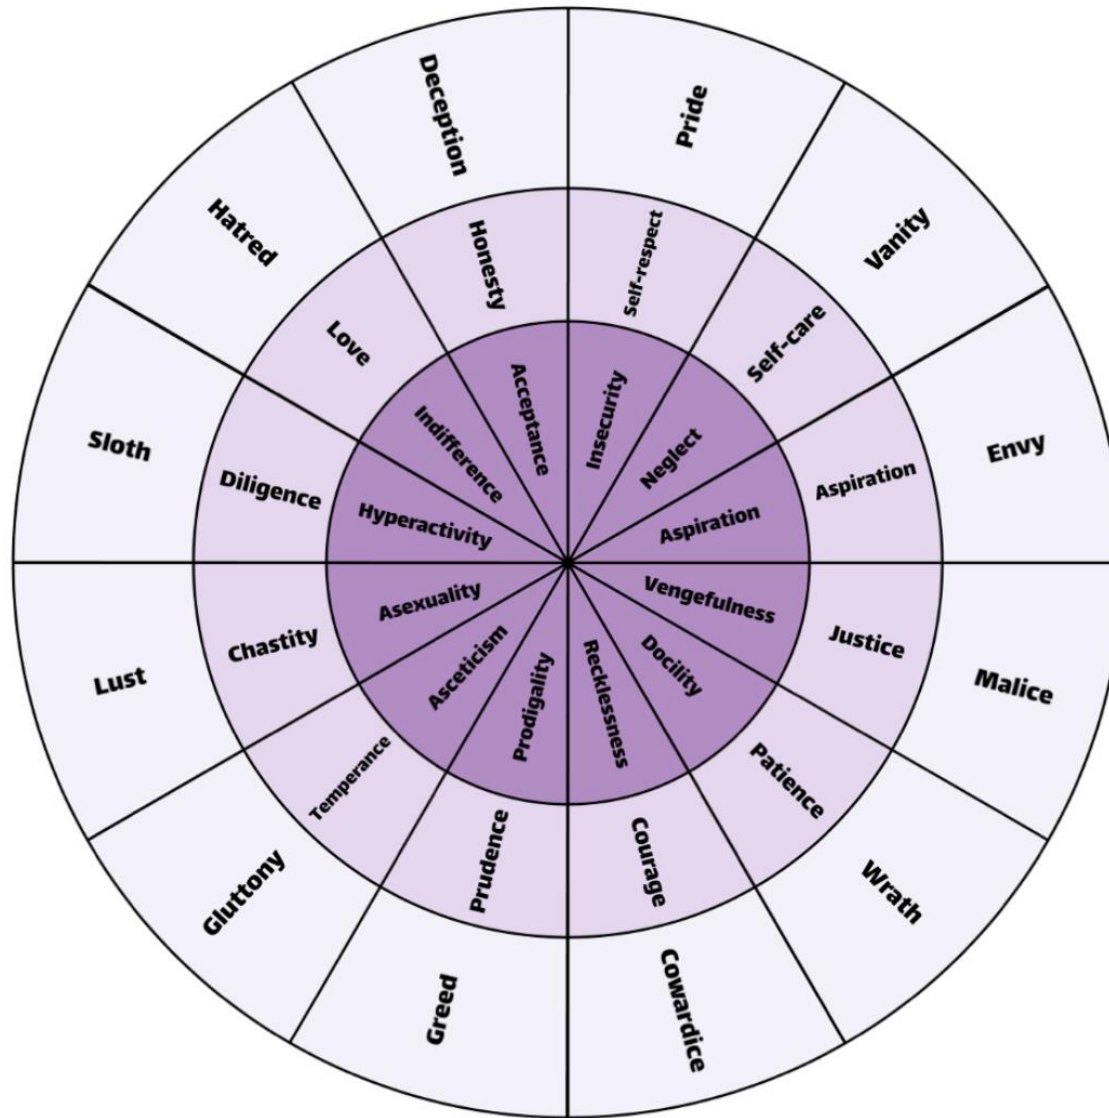 Deception
Pride
Hatred
Vanity
Honesty
Self-respect
Love
Self-care
Sloth
Acceptance
Insecurity
Envy
Indifference
Neglect
Diligence
Aspiration
Hyperactivity
Aspiration
Asexuality
Vengefulness
Chastity
Justice
Lust
Malice
Asceticism
Docility
Prodigality
Recklessness
Temperance
Patience
Prudence
Courage
Gluttony
Wrath
Greed
Cowardice